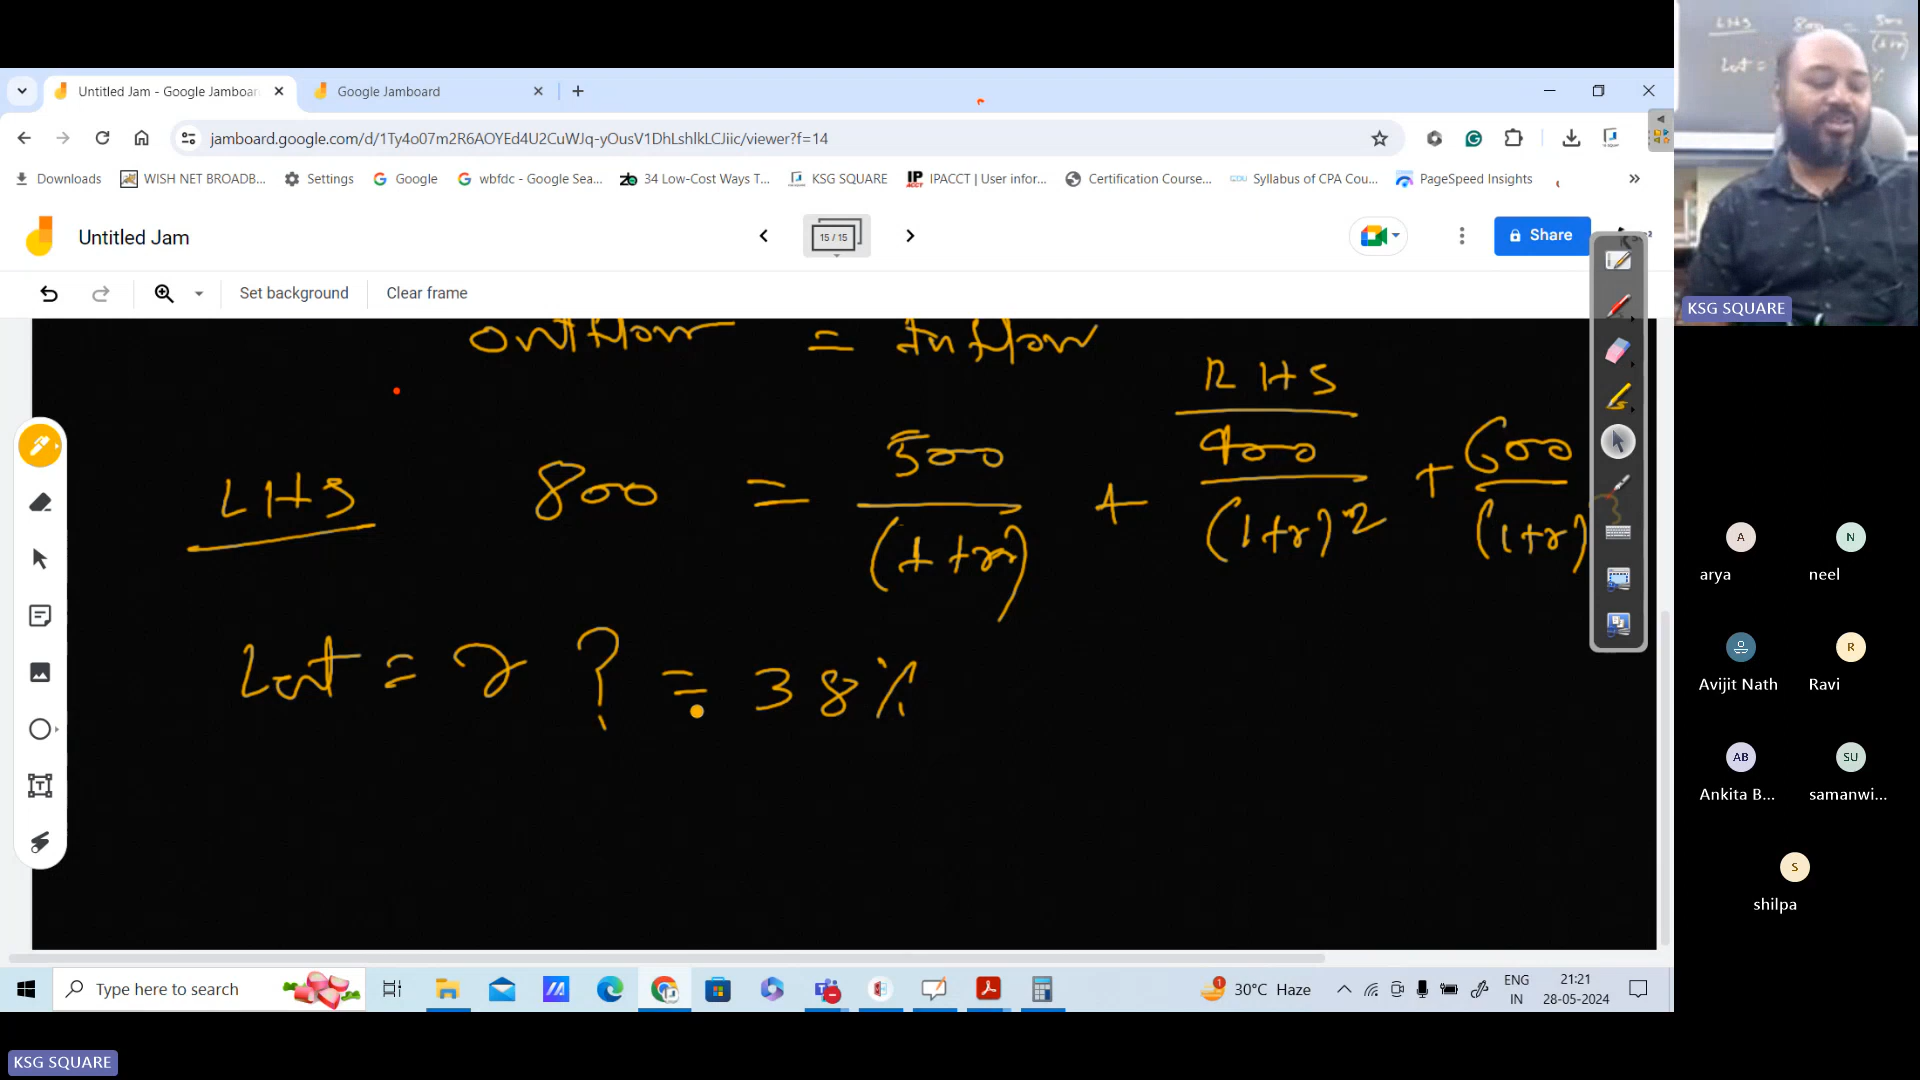 Untitled Jam - Google Jamboar
Google Jamboard
jamboard.google.com/d/1Ty4o07m2R6AOYEd4U2CuWJq-yOusV1DhLshlkLCJiic/viewer?f=14
Downloads
WISH NET BROADB...
Settings
Google
wbfdc - Google Sea...
34 Low-Cost Ways T...
KSG SQUARE
IPACCT | User infor...
Certification Course...
Syllabus of CPA Cou...
PageSpeed Insights
Untitled Jam
15 / 15
Share
Set background
Clear frame
outflow = Inflow
RHS
LHS 800 = 500/(1+r) + 400/(1+r)^2 + 600/(1+r)^3
Let = r ? = 38%
KSG SQUARE
A
arya
N
neel
Avijit Nath
R
Ravi
AB
Ankita B...
SU
samanwi...
S
shilpa
Type here to search
30°C Haze
ENG
IN
21:21
28-05-2024
KSG SQUARE